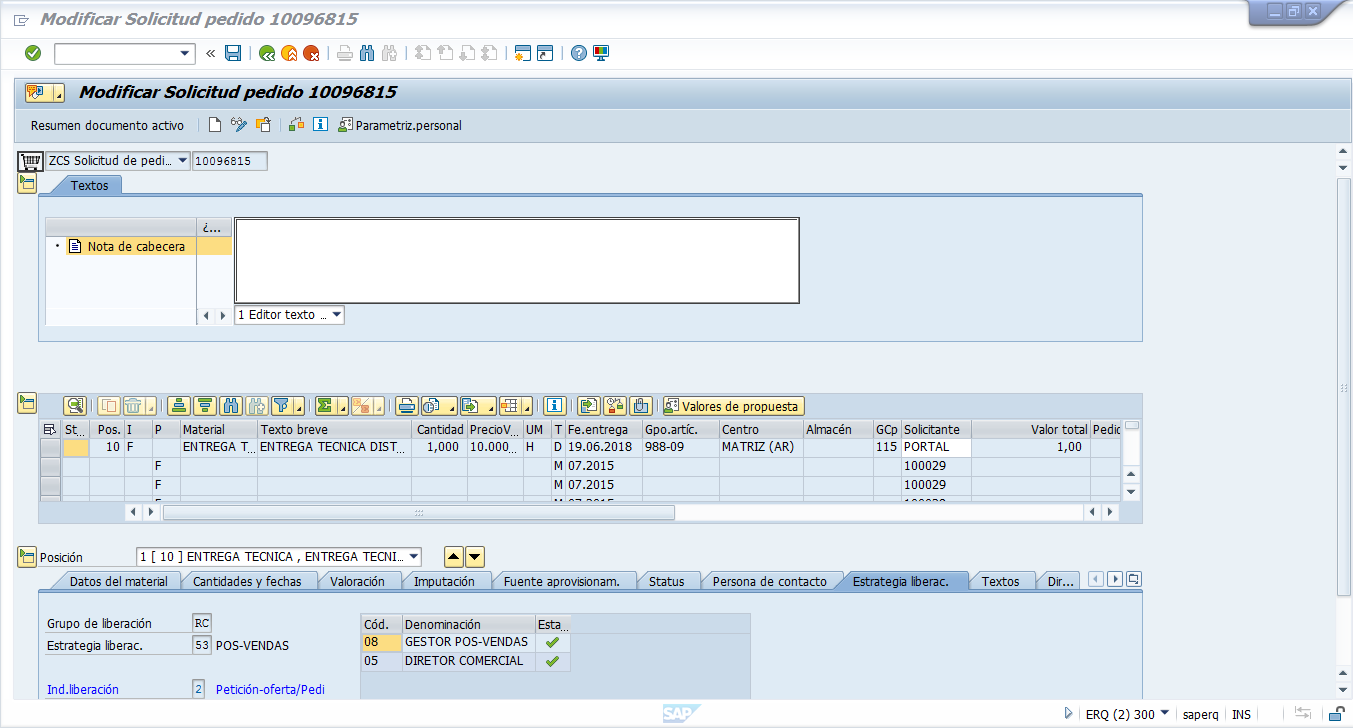 Modificar Solicitud pedido 10096815
Modificar Solicitud pedido 10096815
Resumen documento activo Parametriz.personal
ZCS Solicitud de pedi... 10096815
Textos
¿...
Nota de cabecera
1 Editor texto ...
Valores de propuesta
St... Pos. I P Material Texto breve Cantidad PrecioV... UM T Fe.entrega Gpo.artíc. Centro Almacén GCp Solicitante Valor total Pedic
10 F ENTREGA T... ENTREGA TECNICA DIST... 1,000 10.000... H D 19.06.2018 988-09 MATRIZ (AR) 115 PORTAL 1,00
F M 07.2015 100029
F M 07.2015 100029
Posición 1 [ 10 ] ENTREGA TECNICA , ENTREGA TECNI...
Datos del material Cantidades y fechas Valoración Imputación Fuente aprovisionam. Status Persona de contacto Estrategia liberac. Textos Dir...
Grupo de liberación RC Cód. Denominación Esta...
Estrategia liberac. 53 POS-VENDAS 08 GESTOR POS-VENDAS
05 DIRETOR COMERCIAL
Ind.liberación 2 Petición-oferta/Pedi
SAP ERQ (2) 300 saperq INS